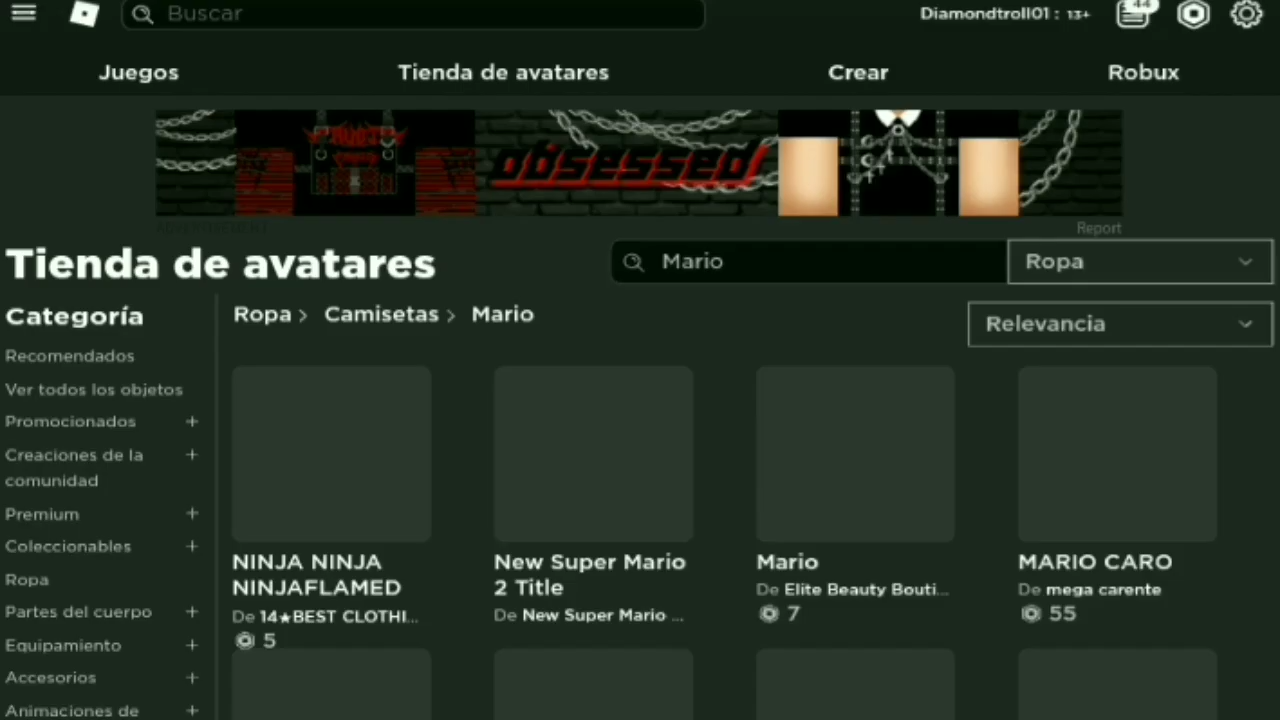 Buscar
Diamondtroll01 : 13+
44
Juegos
Tienda de avatares
Crear
Robux
obsessed
ADVERTISEMENT
Report
Tienda de avatares
Mario
Ropa
Categoría
Ropa > Camisetas > Mario
Relevancia
Recomendados
Ver todos los objetos
Promocionados +
Creaciones de la +
comunidad
Premium +
Coleccionables +
Ropa
Partes del cuerpo +
Equipamiento +
Accesorios +
Animaciones de +
NINJA NINJA
NINJAFLAMED
De 14★BEST CLOTHI...
5
New Super Mario
2 Title
De New Super Mario ...
Mario
De Elite Beauty Bouti...
7
MARIO CARO
De mega carente
55